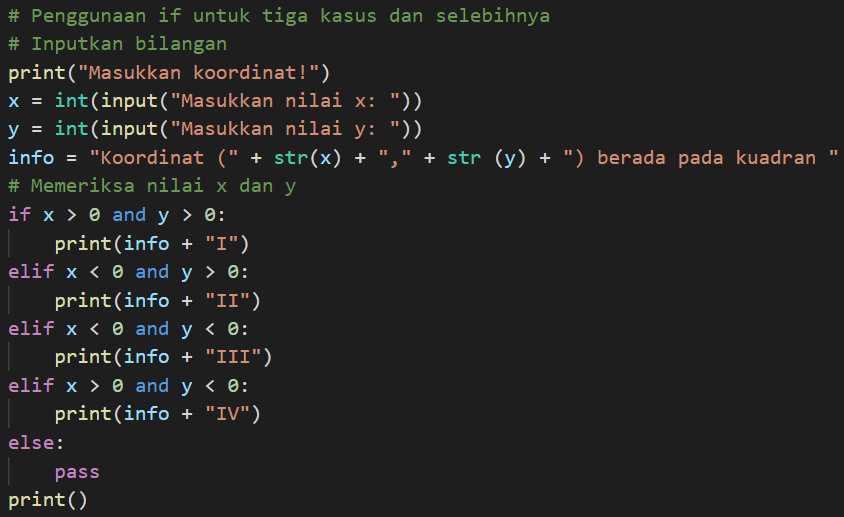 # Penggunaan if untuk tiga kasus dan selebihnya
# Inputkan bilangan
print("Masukkan koordinat!")
x = int(input("Masukkan nilai x: "))
y = int(input("Masukkan nilai y: "))
info = "Koordinat (" + str(x) + "," + str (y) + ") berada pada kuadran "
# Memeriksa nilai x dan y
if x > 0 and y > 0:
    print(info + "I")
elif x < 0 and y > 0:
    print(info + "II")
elif x < 0 and y < 0:
    print(info + "III")
elif x > 0 and y < 0:
    print(info + "IV")
else:
    pass
print()